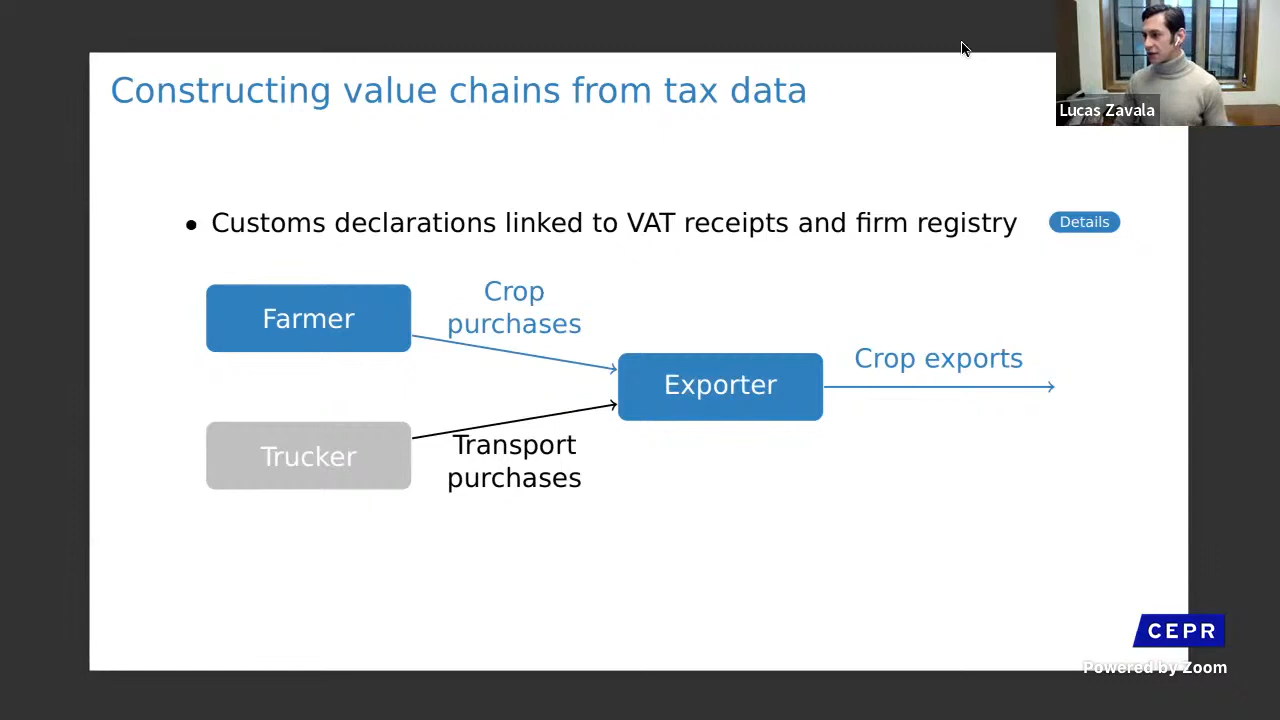 Constructing value chains from tax data
Lucas Zavala
• Customs declarations linked to VAT receipts and firm registry
Details
Farmer
Crop
purchases
Exporter
Crop exports
Trucker
Transport
purchases
CEPR
Powered by Zoom